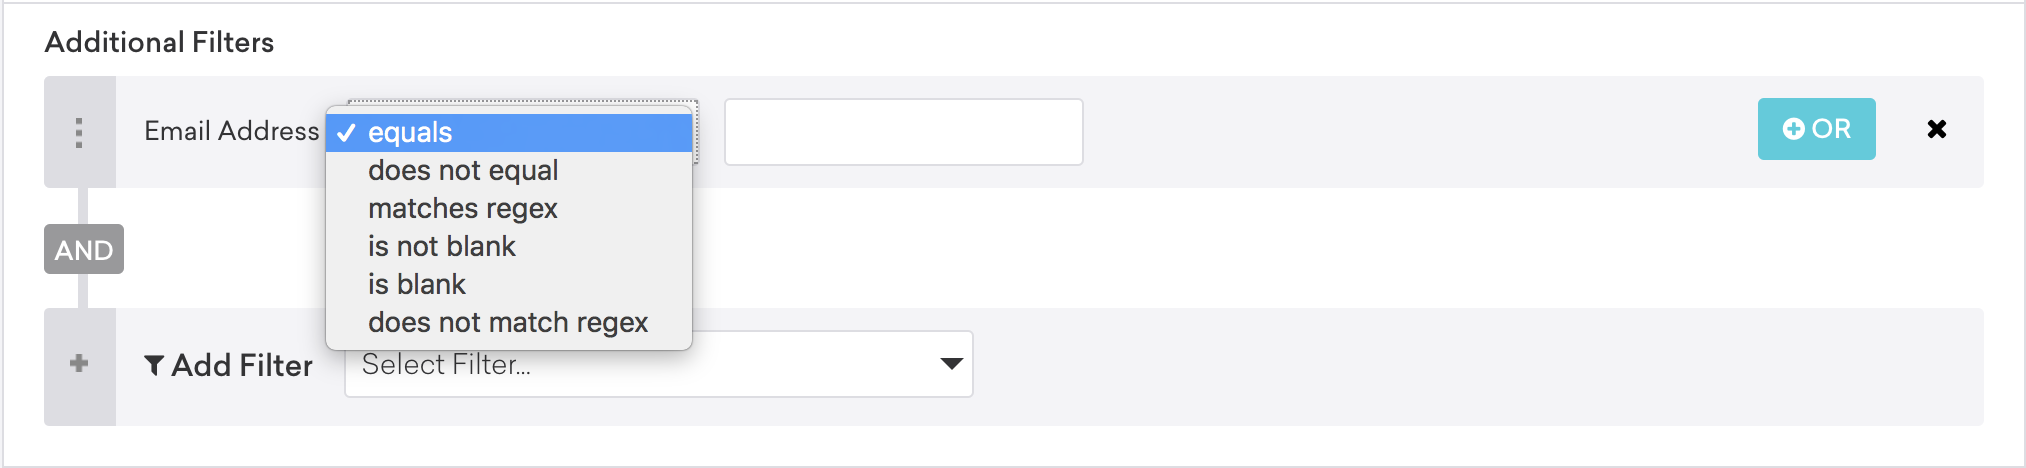 Additional Filters
Email Address
equals
OR
does not equal
matches regex
is not blank
AND
is blank
does not match regex
Add Filter
Select Filter...